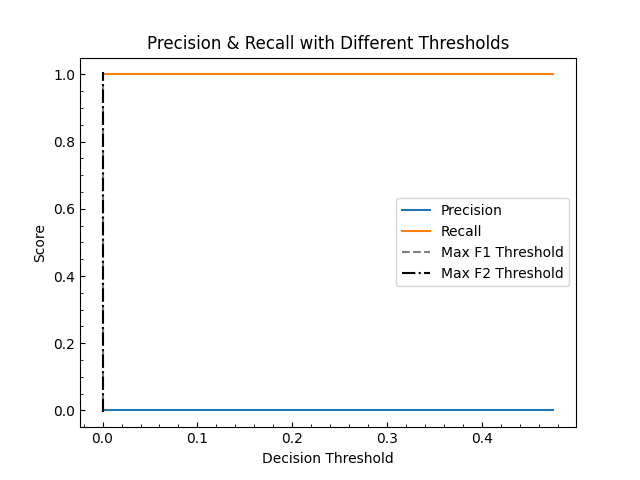 Precision & Recall with Different Thresholds
1.0
0.8
0.6
0.4
0.2
0.0
Score
Precision
Recall
Max F1 Threshold
Max F2 Threshold
0.0 0.1 0.2 0.3 0.4
Decision Threshold